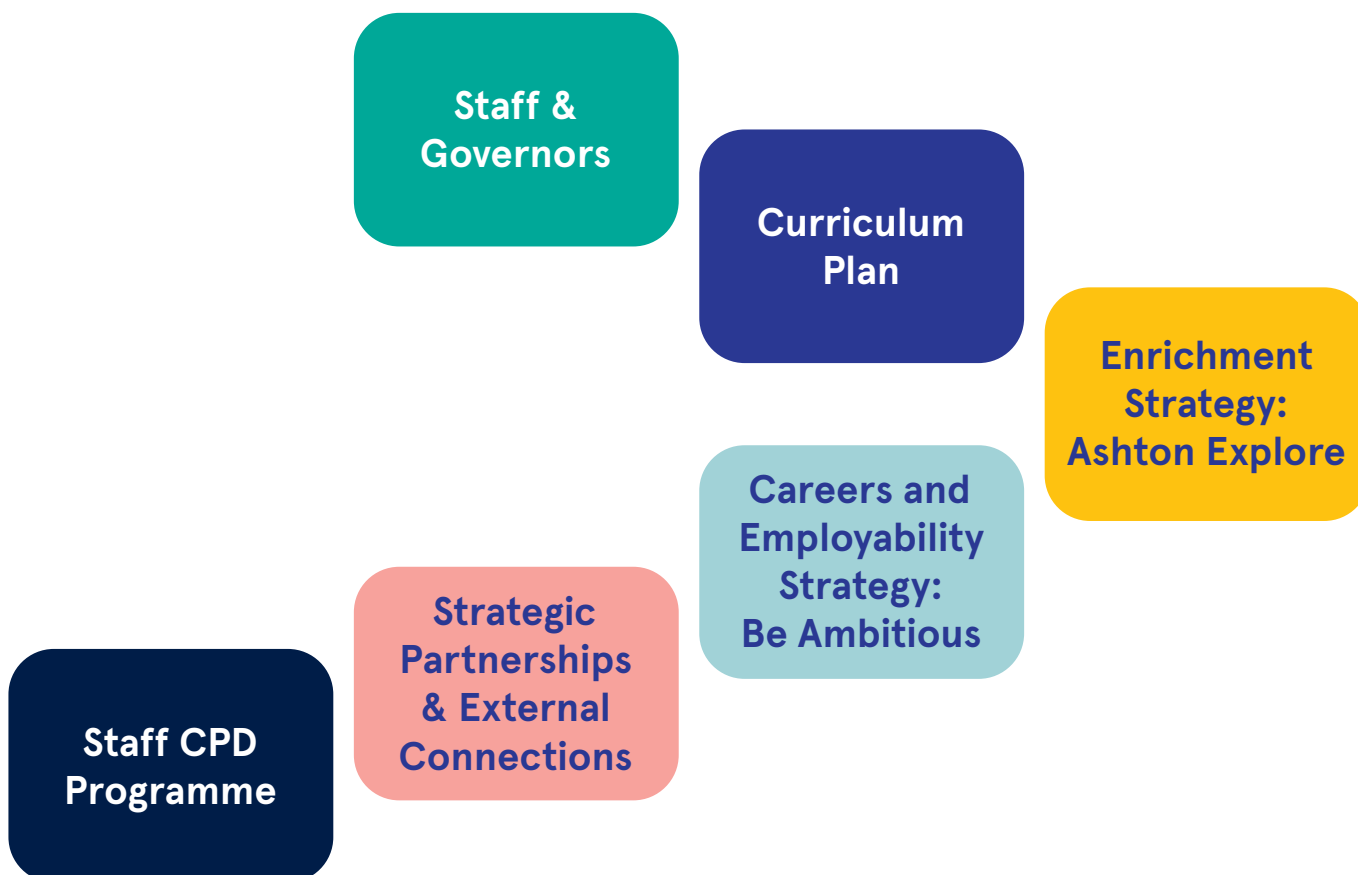 Staff &
Governors
Curriculum
Plan
Enrichment
Strategy:
Ashton Explore
Careers and
Employability
Strategy:
Be Ambitious
Strategic
Partnerships
& External
Connections
Staff CPD
Programme